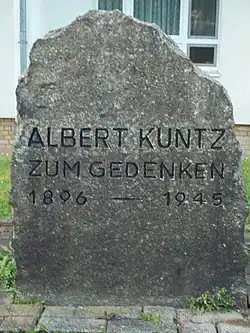 ALBERT KUNTZ
ZUM GEDENKEN
1896 — 1945